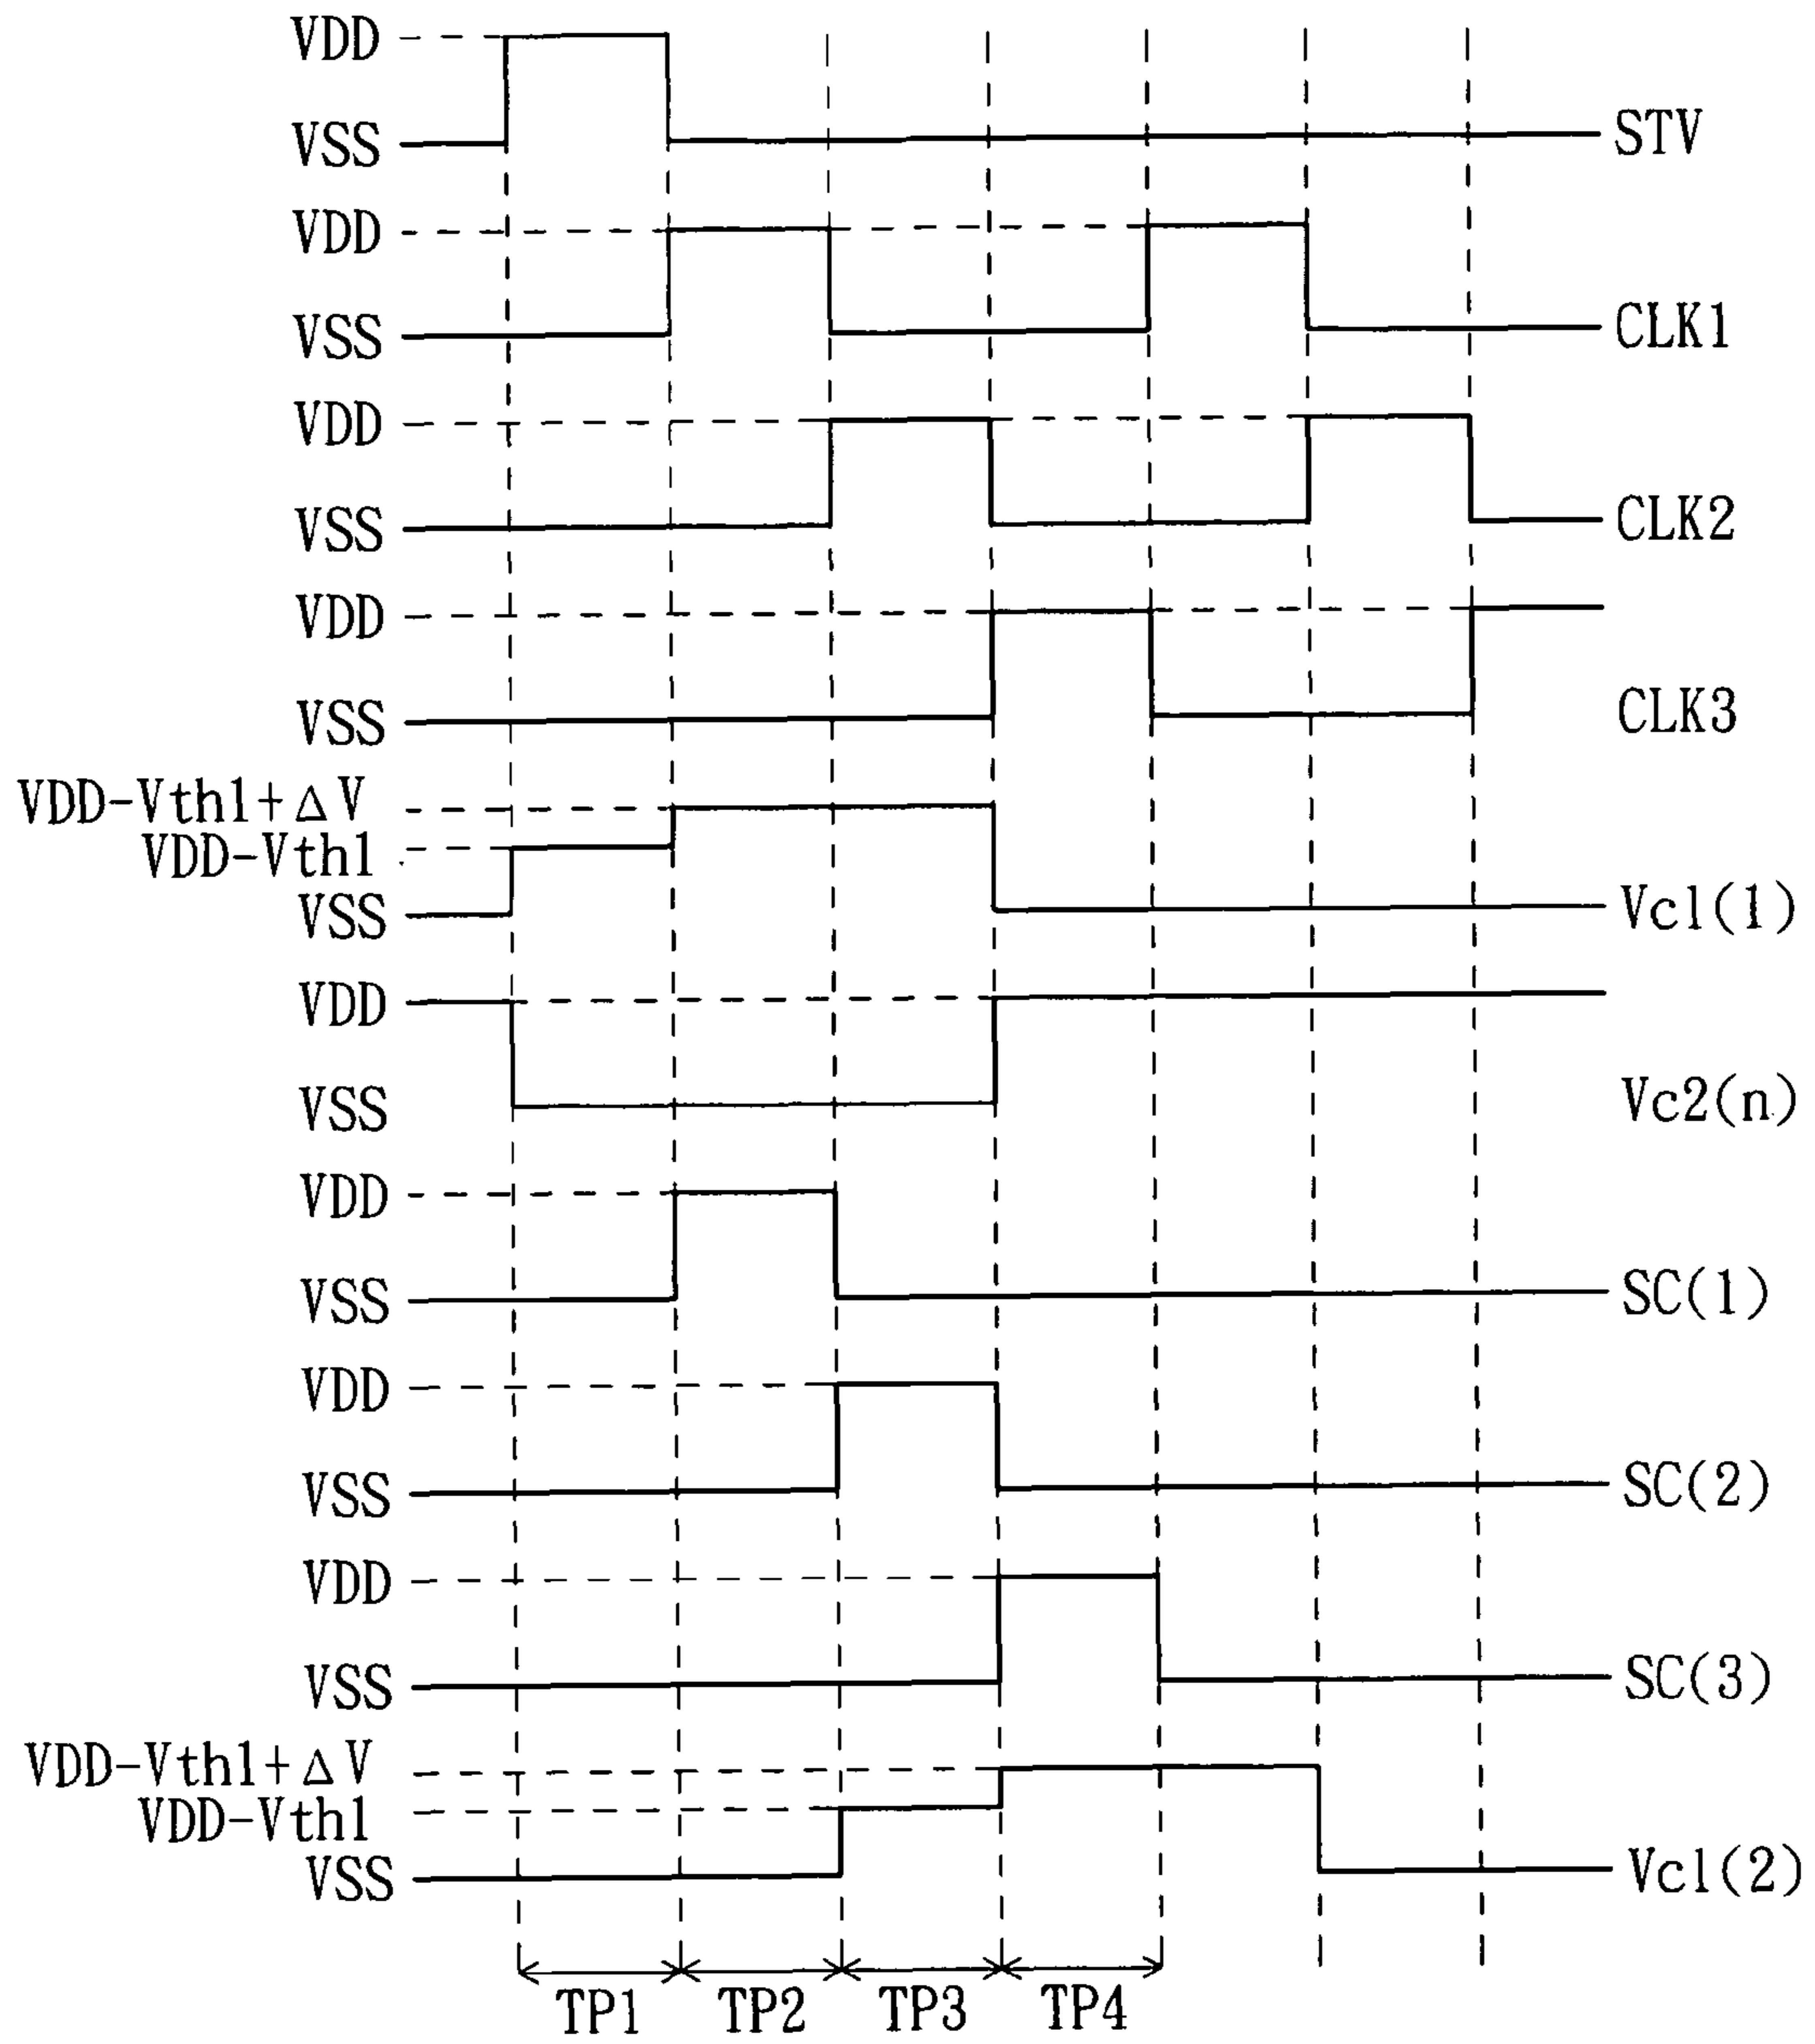 VDD
VSS STV
VDD
VSS CLK1
VDD
VSS CLK2
VDD
VSS CLK3
VDD-Vth1+ΔV
VDD-Vth1
VSS Vc1(1)
VDD
VSS Vc2(n)
VDD
VSS SC(1)
VDD
VSS SC(2)
VDD
VSS SC(3)
VDD-Vth1+ΔV
VDD-Vth1
VSS Vc1(2)
TP1 TP2 TP3 TP4